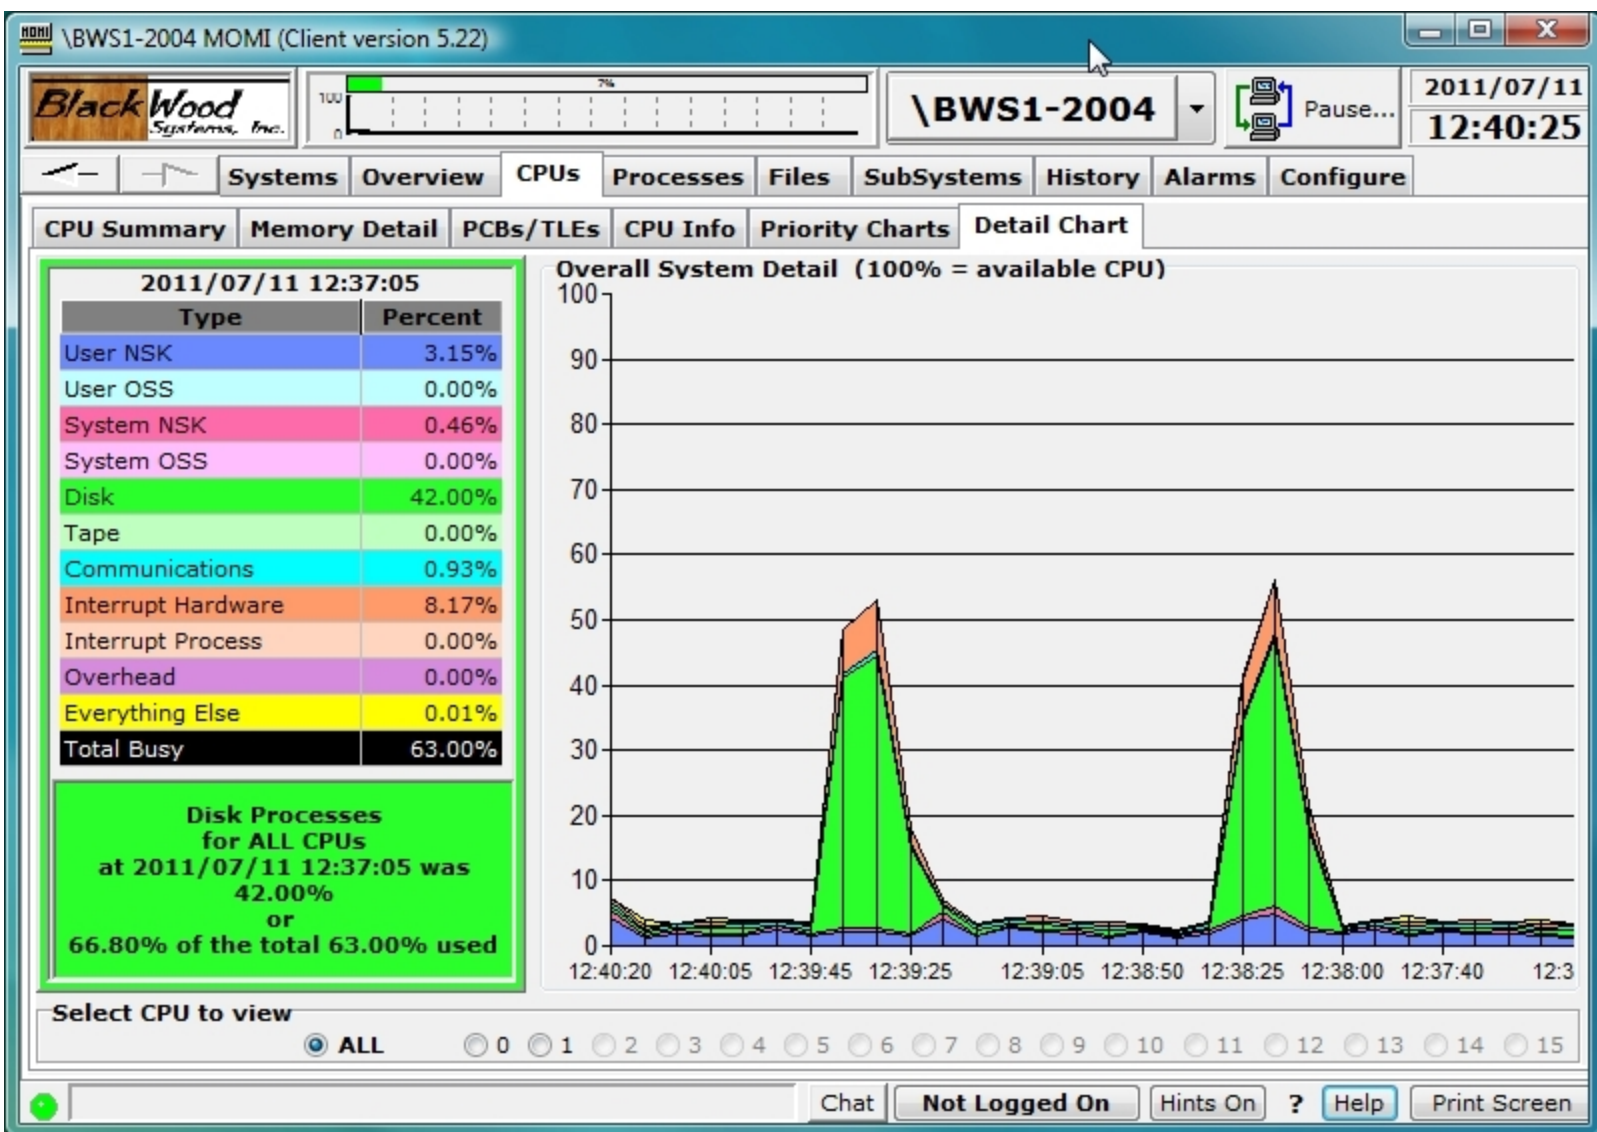 MOMI
\BWS1-2004 MOMI (Client version 5.22)
BlackWood
Systems, Inc.
7%
100
0
\BWS1-2004
Pause...
2011/07/11
12:40:25
Systems Overview CPUs Processes Files SubSystems History Alarms Configure
CPU Summary Memory Detail PCBs/TLEs CPU Info Priority Charts Detail Chart
2011/07/11 12:37:05
Type Percent
User NSK 3.15%
User OSS 0.00%
System NSK 0.46%
System OSS 0.00%
Disk 42.00%
Tape 0.00%
Communications 0.93%
Interrupt Hardware 8.17%
Interrupt Process 0.00%
Overhead 0.00%
Everything Else 0.01%
Total Busy 63.00%
Disk Processes
for ALL CPUs
at 2011/07/11 12:37:05 was
42.00%
or
66.80% of the total 63.00% used
Overall System Detail (100% = available CPU)
100
90
80
70
60
50
40
30
20
10
0
12:40:20 12:40:05 12:39:45 12:39:25 12:39:05 12:38:50 12:38:25 12:38:00 12:37:40 12:3
Select CPU to view
ALL 0 1 2 3 4 5 6 7 8 9 10 11 12 13 14 15
Chat Not Logged On Hints On ? Help Print Screen